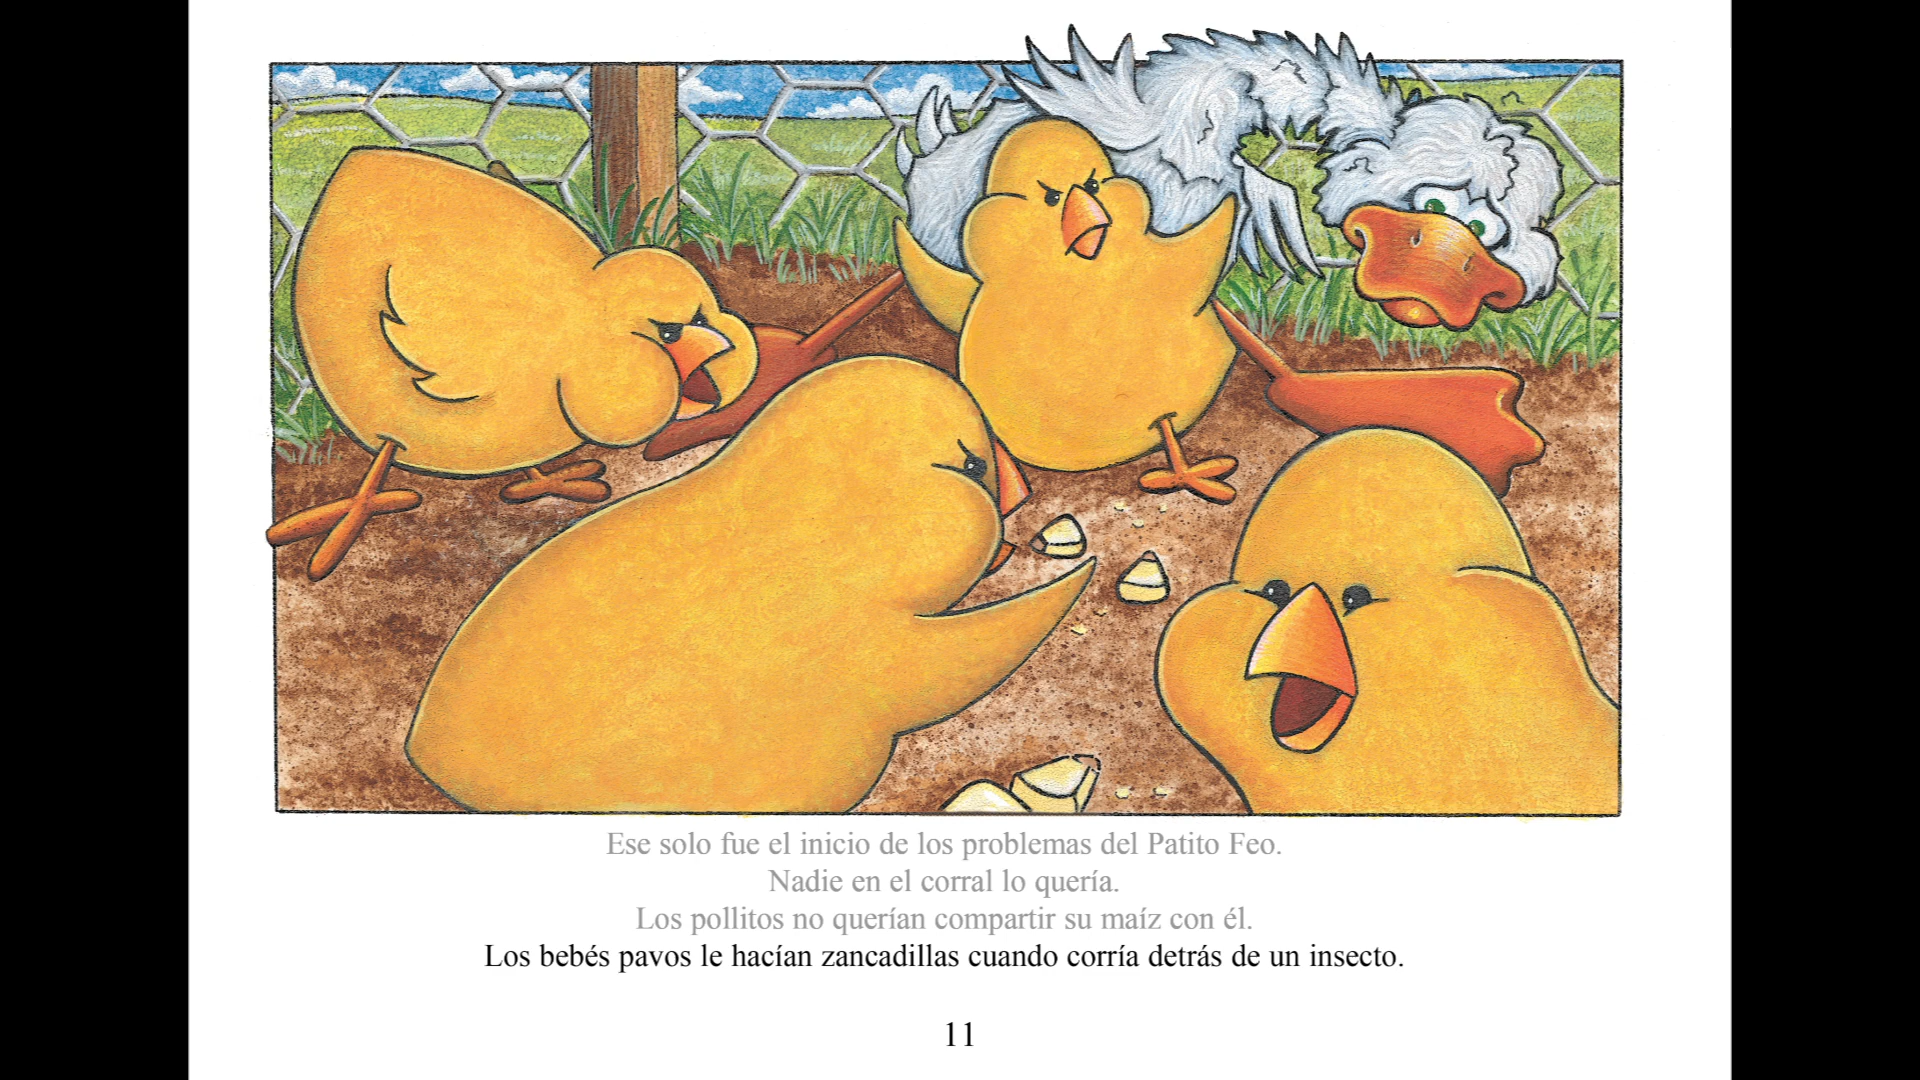 Ese solo fue el inicio de los problemas del Patito Feo.
Nadie en el corral lo quería.
Los pollitos no querían compartir su maíz con él.
Los bebés pavos le hacían zancadillas cuando corría detrás de un insecto.
11